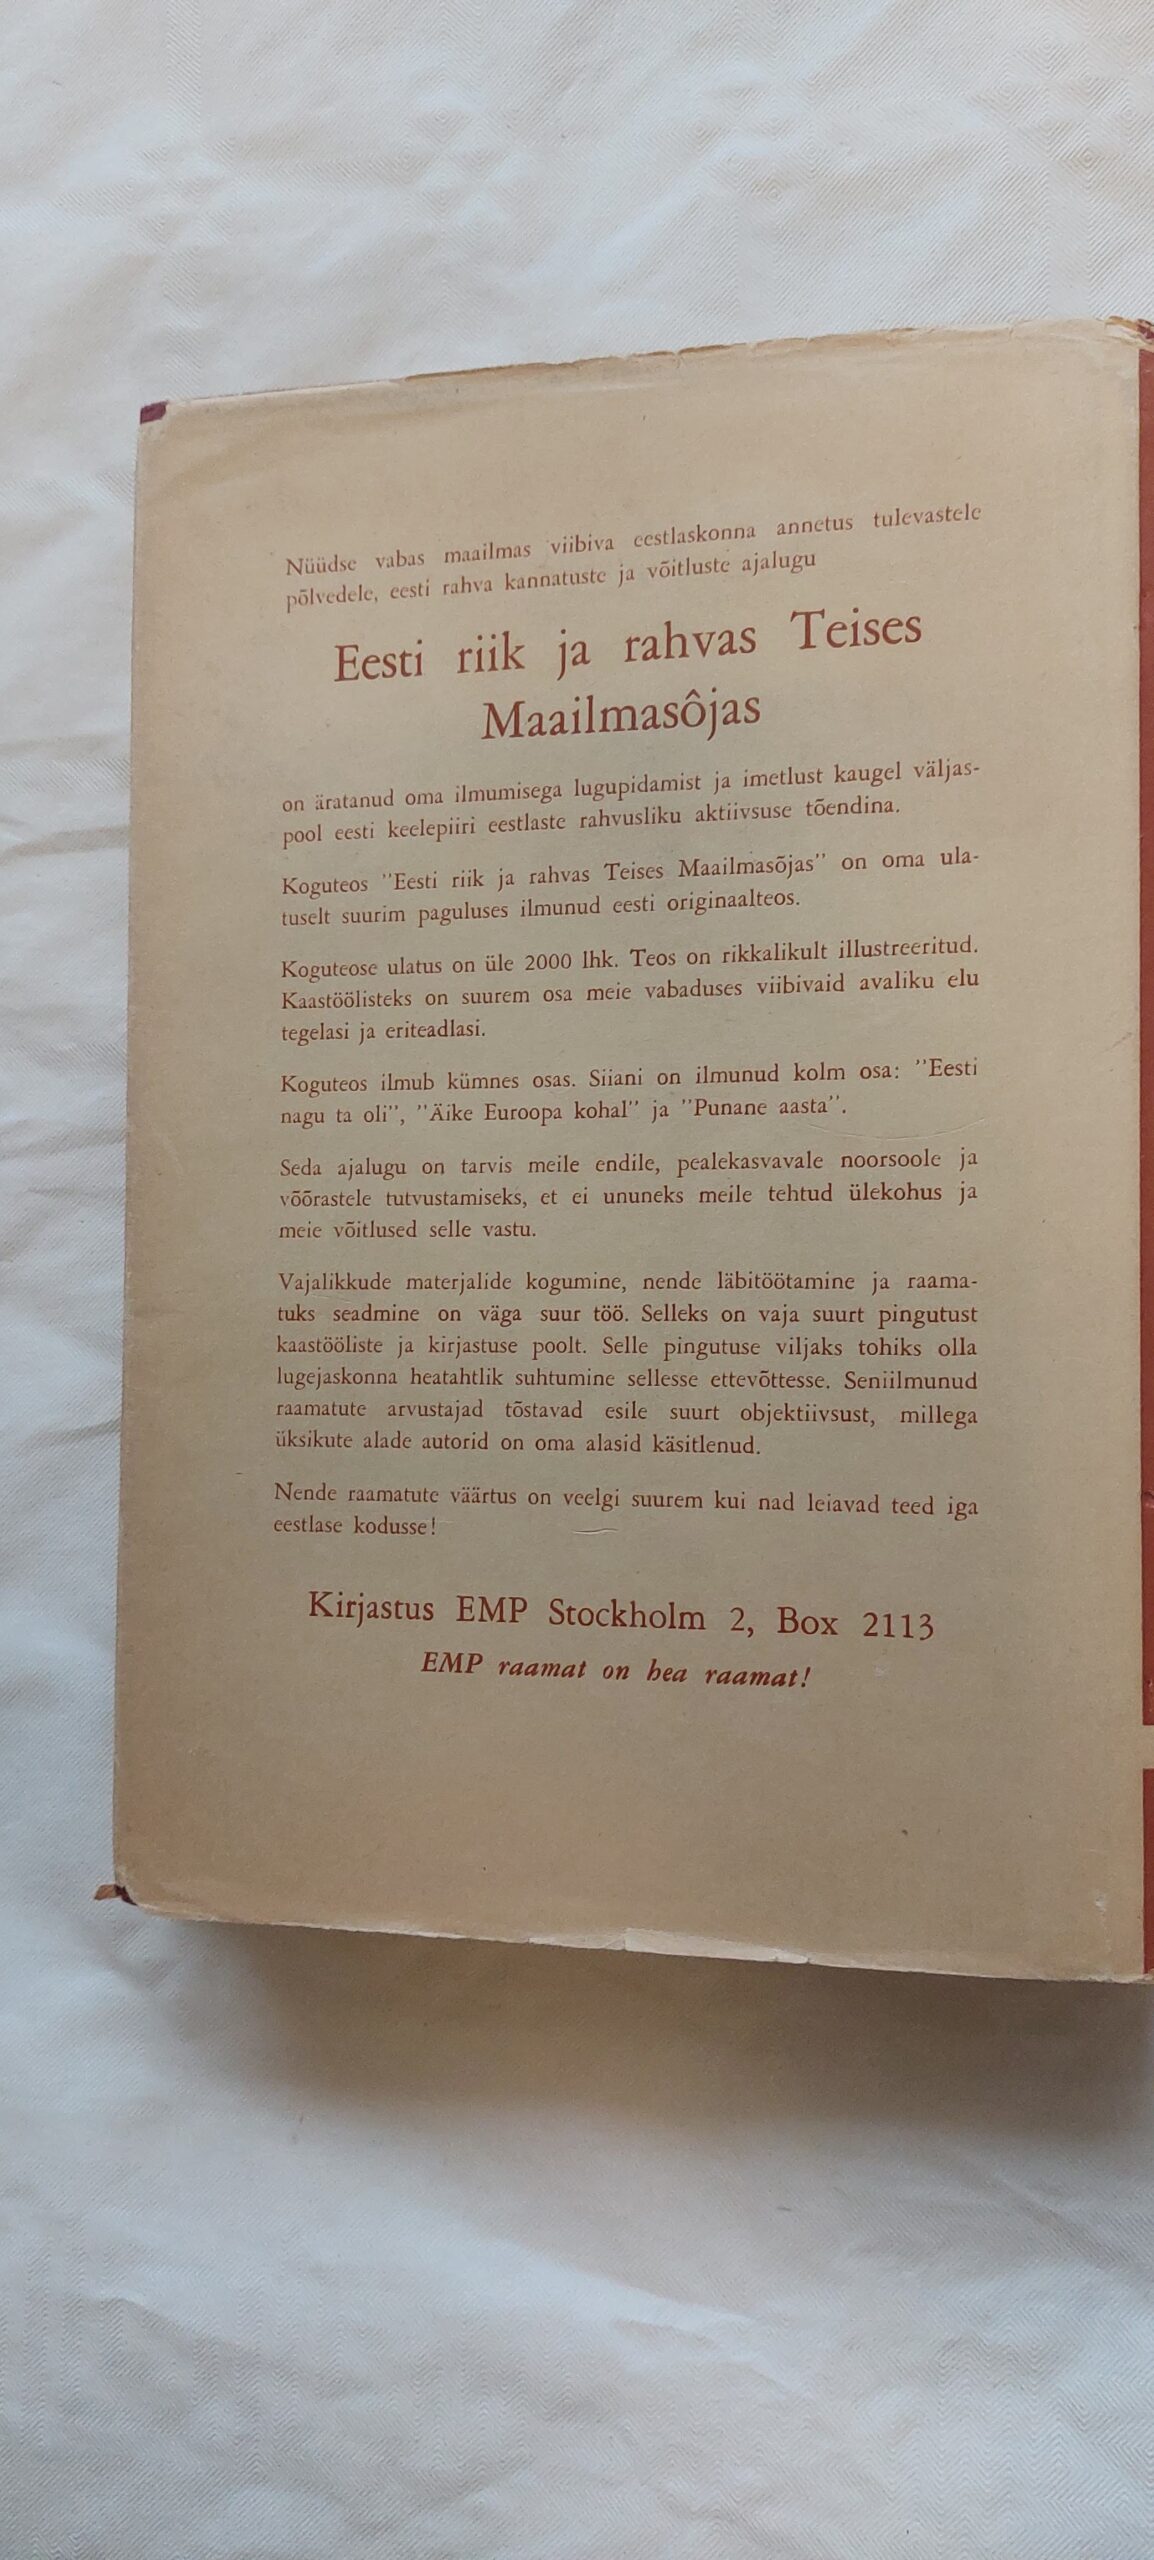 Nüüdse vabas maailmas viibiva eestlaskonna annetus tulevastele
põlvedele, eesti rahva kannatuste ja võitluste ajalugu
Eesti riik ja rahvas Teises
Maailmasôjas
on äratanud oma ilmumisega lugupidamist ja imetlust kaugel väljas-
pool eesti keelepiiri eestlaste rahvusliku aktiivsuse tõendina.
Koguteos ''Eesti riik ja rahvas Teises Maailmasõjas'' on oma ula-
tuselt suurim paguluses ilmunud eesti originaalteos.
Koguteose ulatus on üle 2000 lhk. Teos on rikkalikult illustreeritud.
Kaastöölisteks on suurem osa meie vabaduses viibivaid avaliku elu
tegelasi ja eriteadlasi.
Koguteos ilmub kümnes osas. Siiani on ilmunud kolm osa: ''Eesti
nagu ta oli'', ''Äike Euroopa kohal'' ja ''Punane aasta''.
Seda ajalugu on tarvis meile endile, pealekasvavale noorsoole ja
võõrastele tutvustamiseks, et ei ununeks meile tehtud ülekohus ja
meie võitlused selle vastu.
Vajalikkude materjalide kogumine, nende läbitöötamine ja raama-
tuks seadmine on väga suur töö. Selleks on vaja suurt pingutust
kaastööliste ja kirjastuse poolt. Selle pingutuse viljaks tohiks olla
lugejaskonna heatahtlik suhtumine sellesse ettevõttesse. Seniilmunud
raamatute arvustajad tõstavad esile suurt objektiivsust, millega
üksikute alade autorid on oma alasid käsitlenud.
Nende raamatute väärtus on veelgi suurem kui nad leiavad teed iga
eestlase kodusse!
Kirjastus EMP Stockholm 2, Box 2113
EMP raamat on hea raamat!